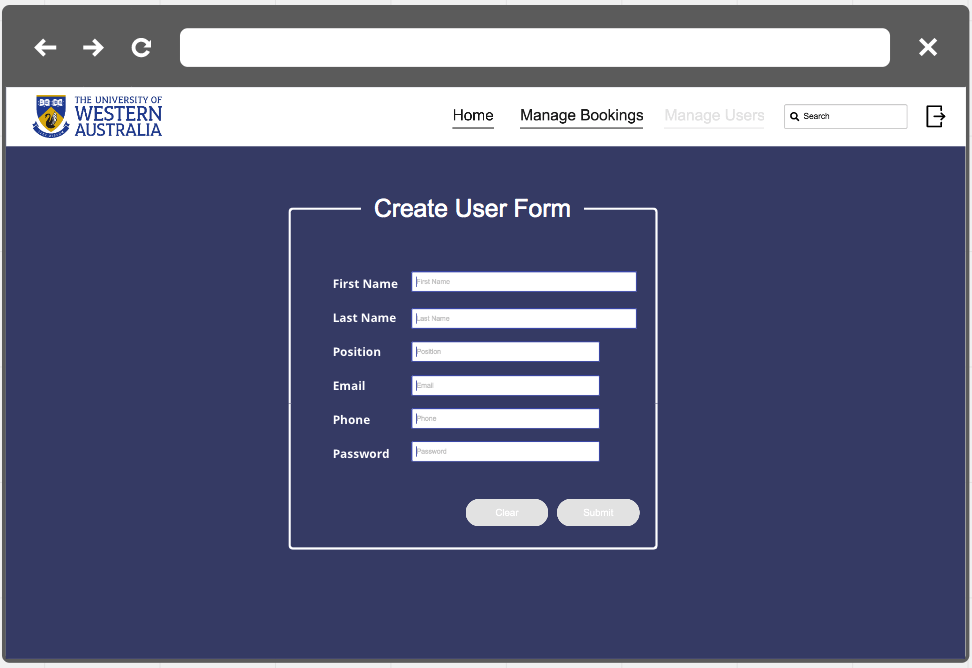 THE UNIVERSITY OF
WESTERN
AUSTRALIA
Home Manage Bookings Manage Users Search
Create User Form
First Name First Name
Last Name Last Name
Position Position
Email Email
Phone Phone
Password Password
Clear Submit